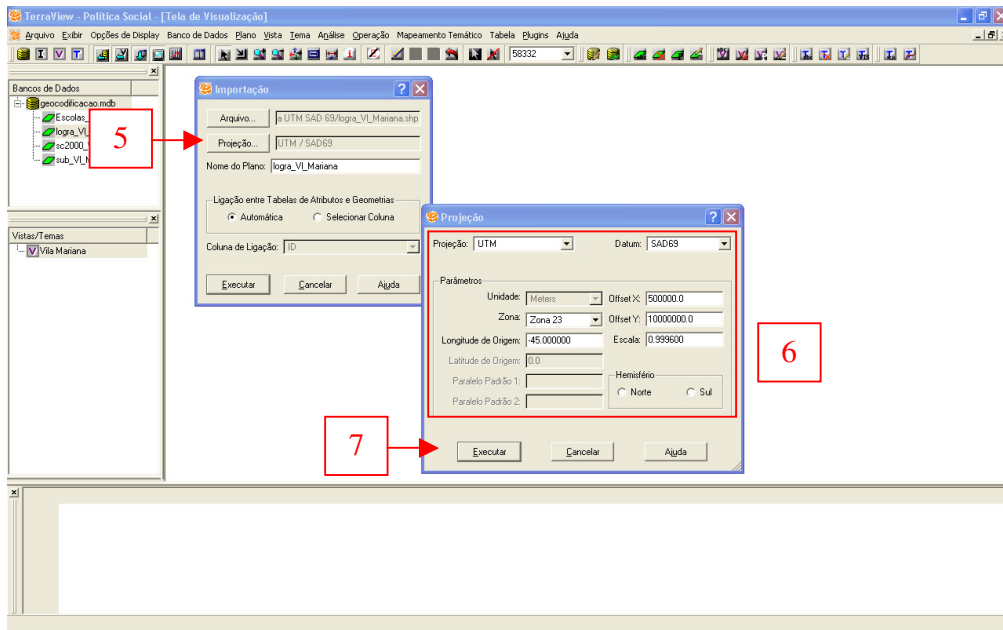 TerraView - Política Social - [Tela de Visualização]
Arquivo Exibir Opções de Display Banco de Dados Plano Vista Tema Análise Operação Mapeamento Temático Tabela Plugins Ajuda
58332
Bancos de Dados
geocodificacao.mdb
Escolas_
logra_VI_
sc2000_
sub_VI_
5
Vistas/Temas
Vila Mariana
Importação
Arquivo... a UTM SAD 69/logra_VI_Mariana.shp
Projeção... UTM / SAD69
Nome do Plano: logra_VI_Mariana
Ligação entre Tabelas de Atributos e Geometrias
Automática Selecionar Coluna
Coluna de Ligação: ID
Executar Cancelar Ajuda
Projeção
Projeção: UTM Datum: SAD69
Parâmetros
Unidade: Meters Offset X: 500000.0
Zona: Zona 23 Offset Y: 10000000.0
Longitude de Origem: -45.000000 Escala: 0.999600
Latitude de Origem: 0.0
Paralelo Padrão 1:
Paralelo Padrão 2:
Hemisfério
Norte Sul
Executar Cancelar Ajuda
6
7